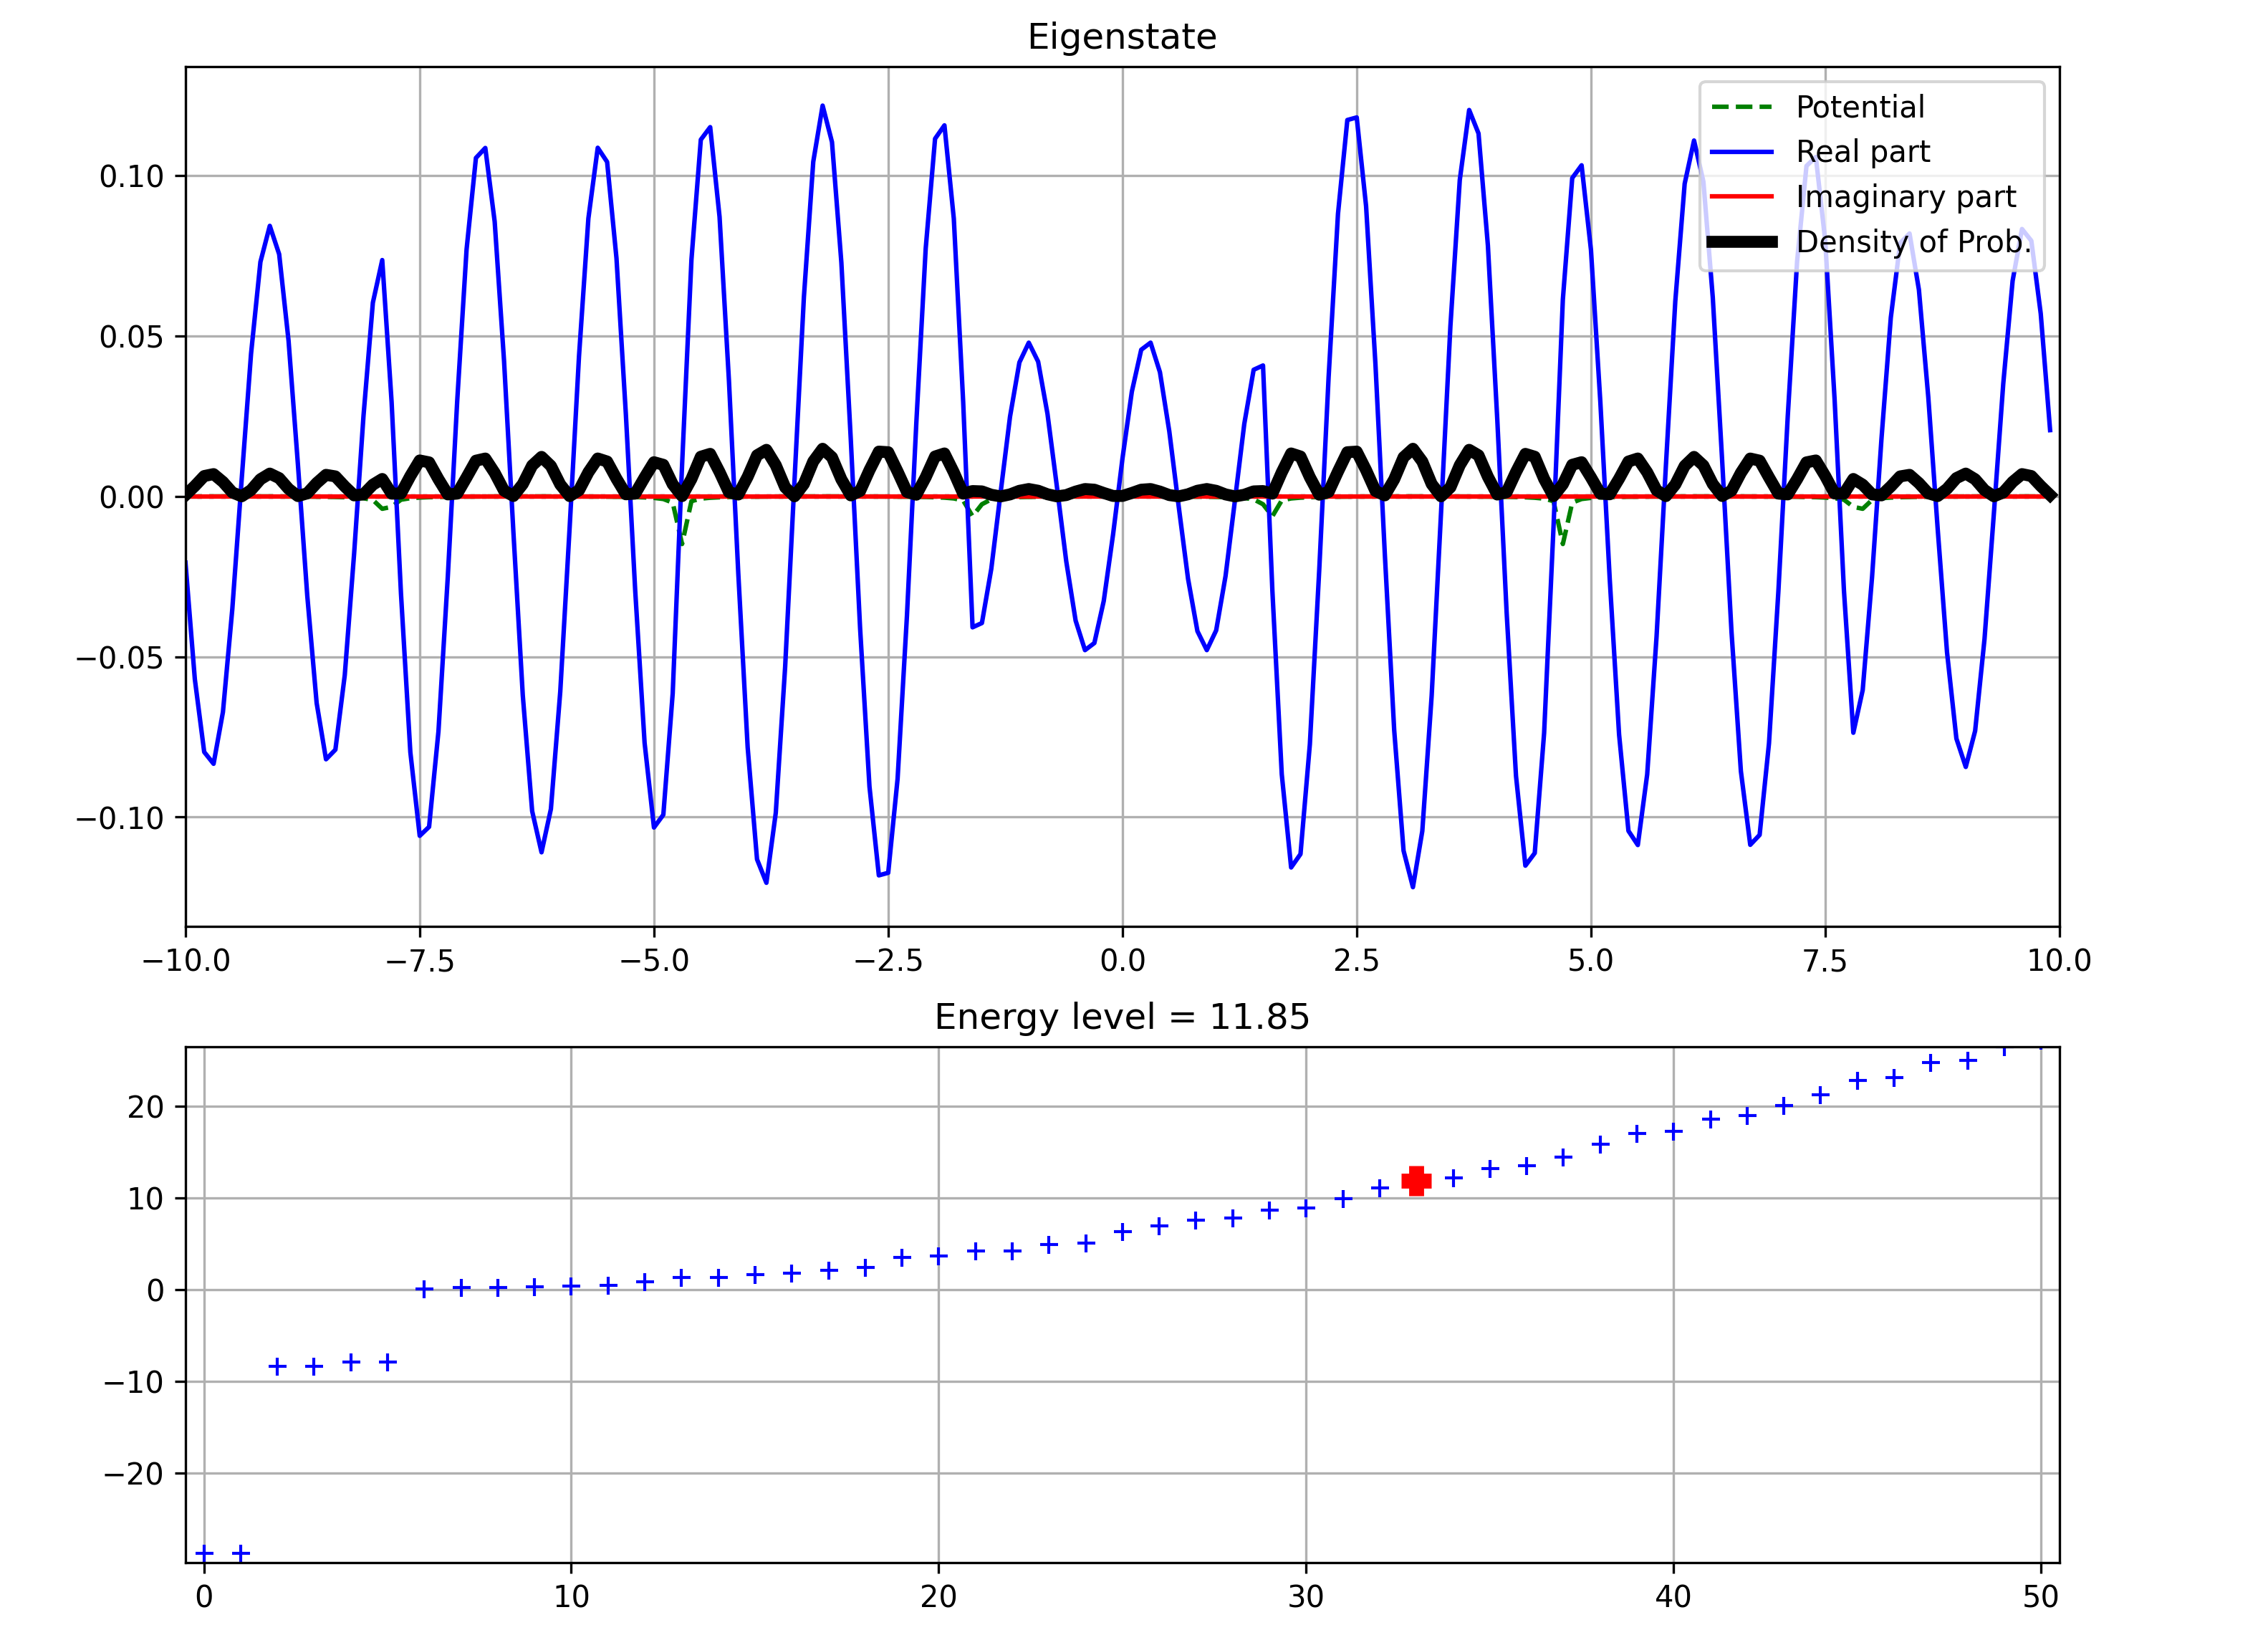 Eigenstate
Potential
Real part
Imaginary part
Density of Prob.
0.10
0.05
0.00
−0.05
−0.10
−10.0 −7.5 −5.0 −2.5 0.0 2.5 5.0 7.5 10.0
Energy level = 11.85
20
10
0
−10
−20
0 10 20 30 40 50